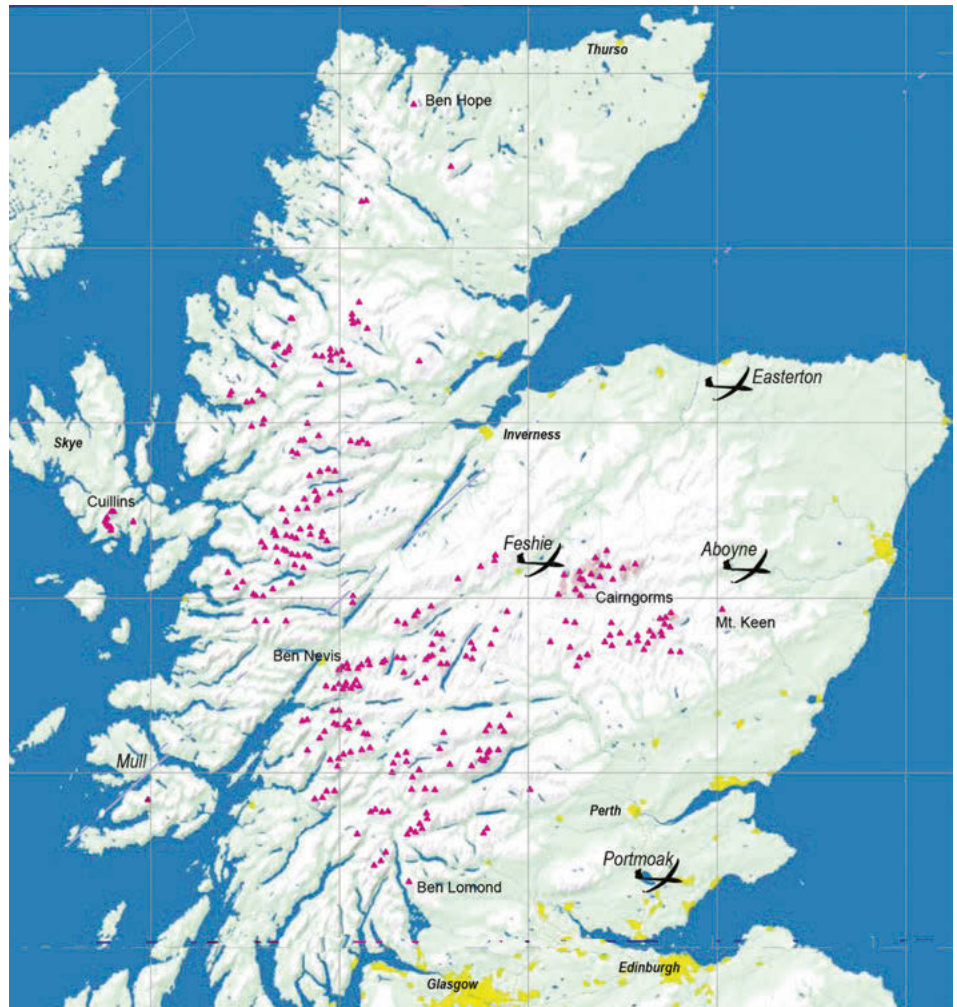 Thurso
Ben Hope
Easterton
Inverness
Skye
Cuillins
Feshie
Aboyne
Cairngorms
Mt. Keen
Ben Nevis
Mull
Perth
Portmoak
Ben Lomond
Edinburgh
Glasgow